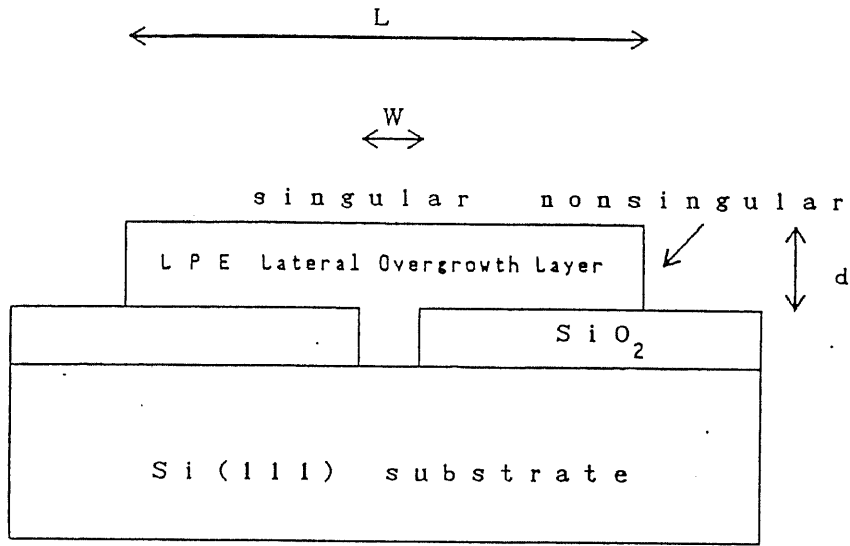 L
W
singular nonsingular
LPE Lateral Overgrowth Layer
d
SiO₂
Si(111) substrate